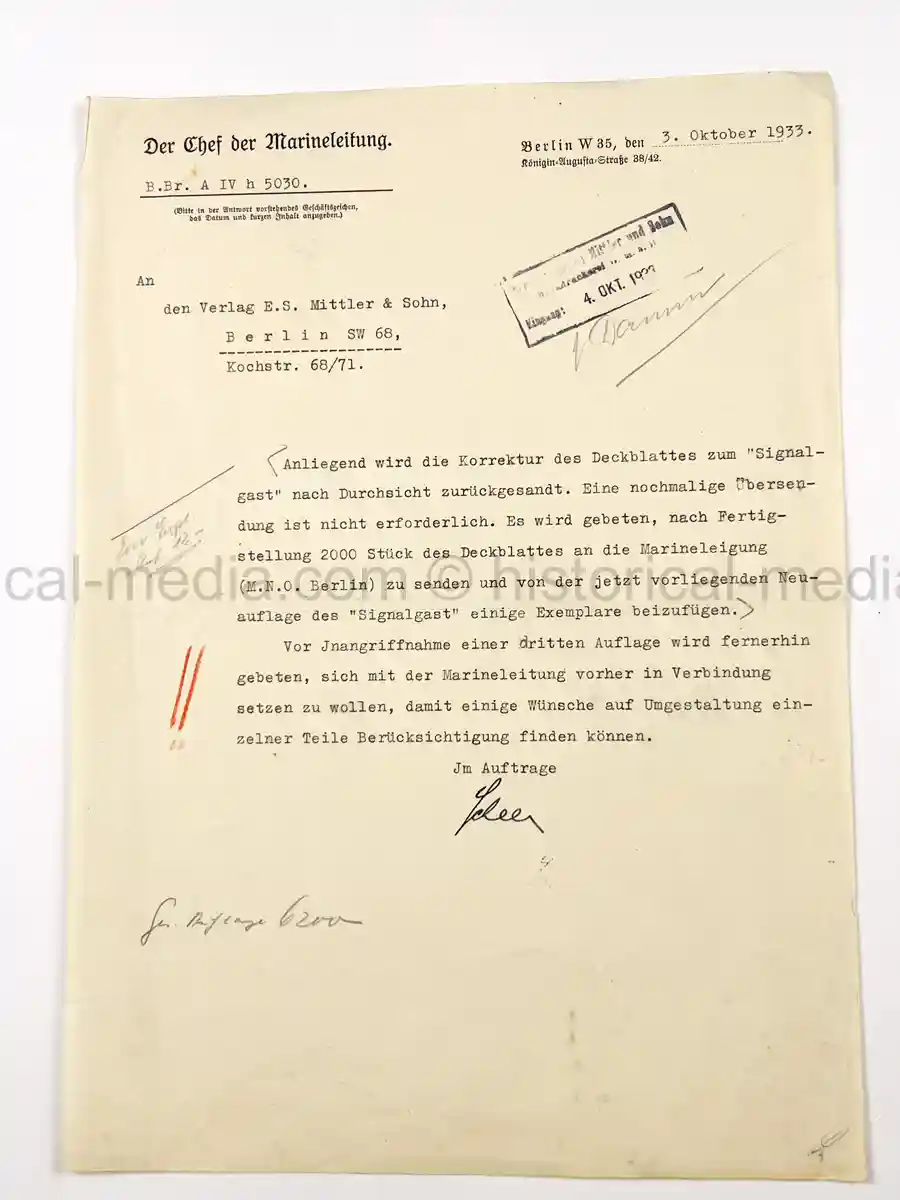 Der Chef der Marineleitung.
B.Br. A IV h 5030.
(Bitte in der Antwort vorstehendes Geschäftszeichen,
das Datum und kurzen Inhalt anzugeben.)
Berlin W 35, den 3. Oktober 1933.
Königin-Augusta-Straße 38/42.
Mittler und Sohn
Eingang: 4. OKT. 1933
An
den Verlag E.S. Mittler & Sohn,
Berlin SW 68,
Kochstr. 68/71.
Anliegend wird die Korrektur des Deckblattes zum "Signal-
gast" nach Durchsicht zurückgesandt. Eine nochmalige Übersen-
dung ist nicht erforderlich. Es wird gebeten, nach Fertig-
stellung 2000 Stück des Deckblattes an die Marineleigung
(M.N.O. Berlin) zu senden und von der jetzt vorliegenden Neu-
auflage des "Signalgast" einige Exemplare beizufügen.
Vor Jnangriffnahme einer dritten Auflage wird fernerhin
gebeten, sich mit der Marineleitung vorher in Verbindung
setzen zu wollen, damit einige Wünsche auf Umgestaltung ein-
zelner Teile Berücksichtigung finden können.
Jm Auftrage
Auflage 6200
cal-media.com © historical-media